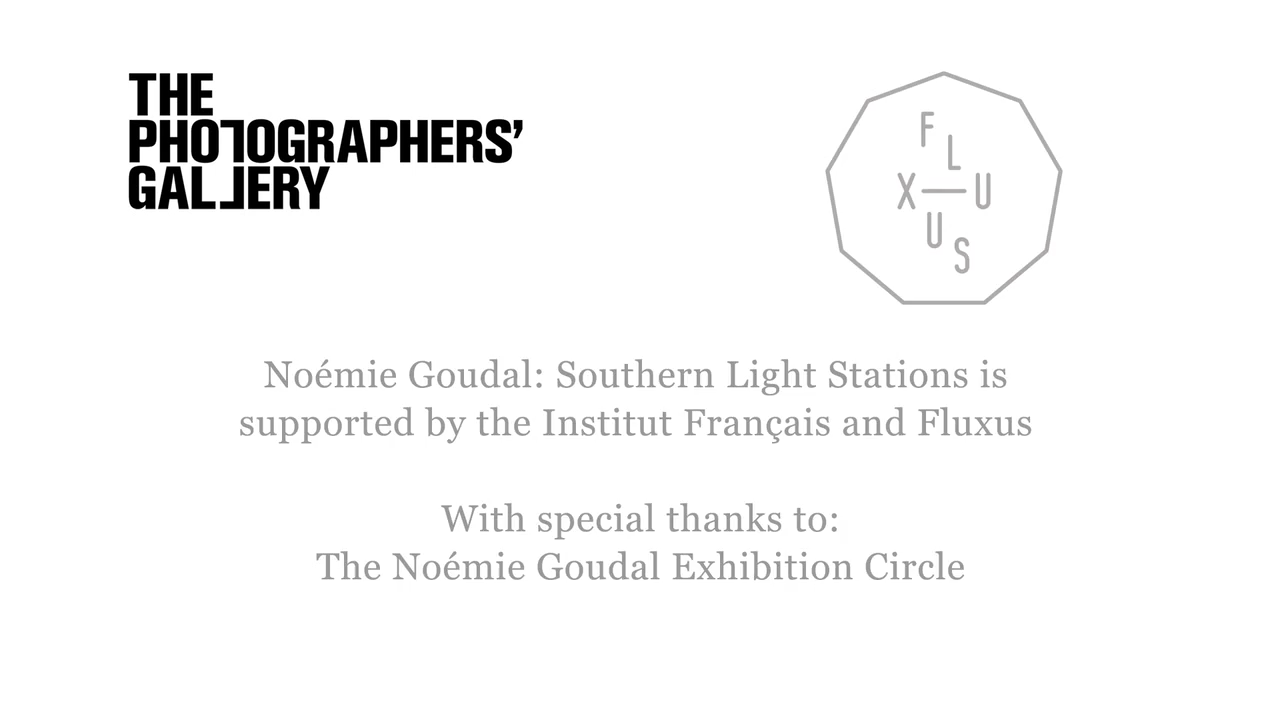 THE
PHOTOGRAPHERS'
GALLERY
F
L
X — U
U
S
Noémie Goudal: Southern Light Stations is
supported by the Institut Français and Fluxus
With special thanks to:
The Noémie Goudal Exhibition Circle